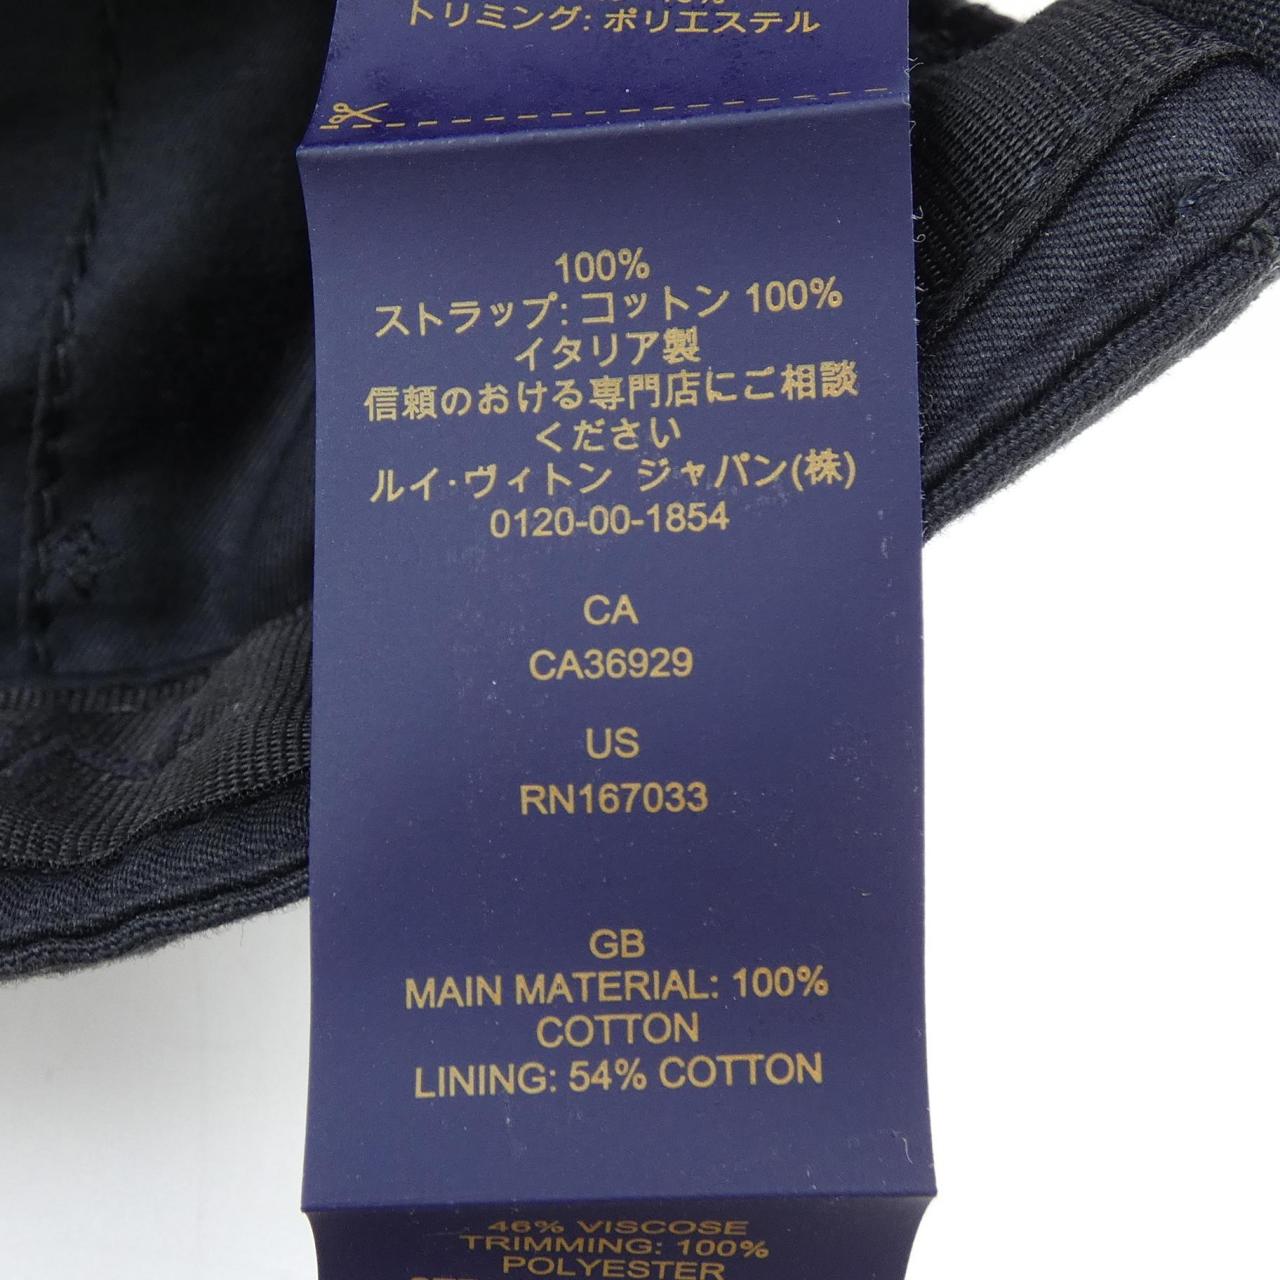 トリミング: ポリエステル
100%
ストラップ: コットン 100%
イタリア製
信頼のおける専門店にご相談
ください
ルイ·ヴィトン ジャパン(株)
0120-00-1854
CA
CA36929
US
RN167033
GB
MAIN MATERIAL: 100%
COTTON
LINING: 54% COTTON
46% VISCOSE
TRIMMING: 100%
POLYESTER